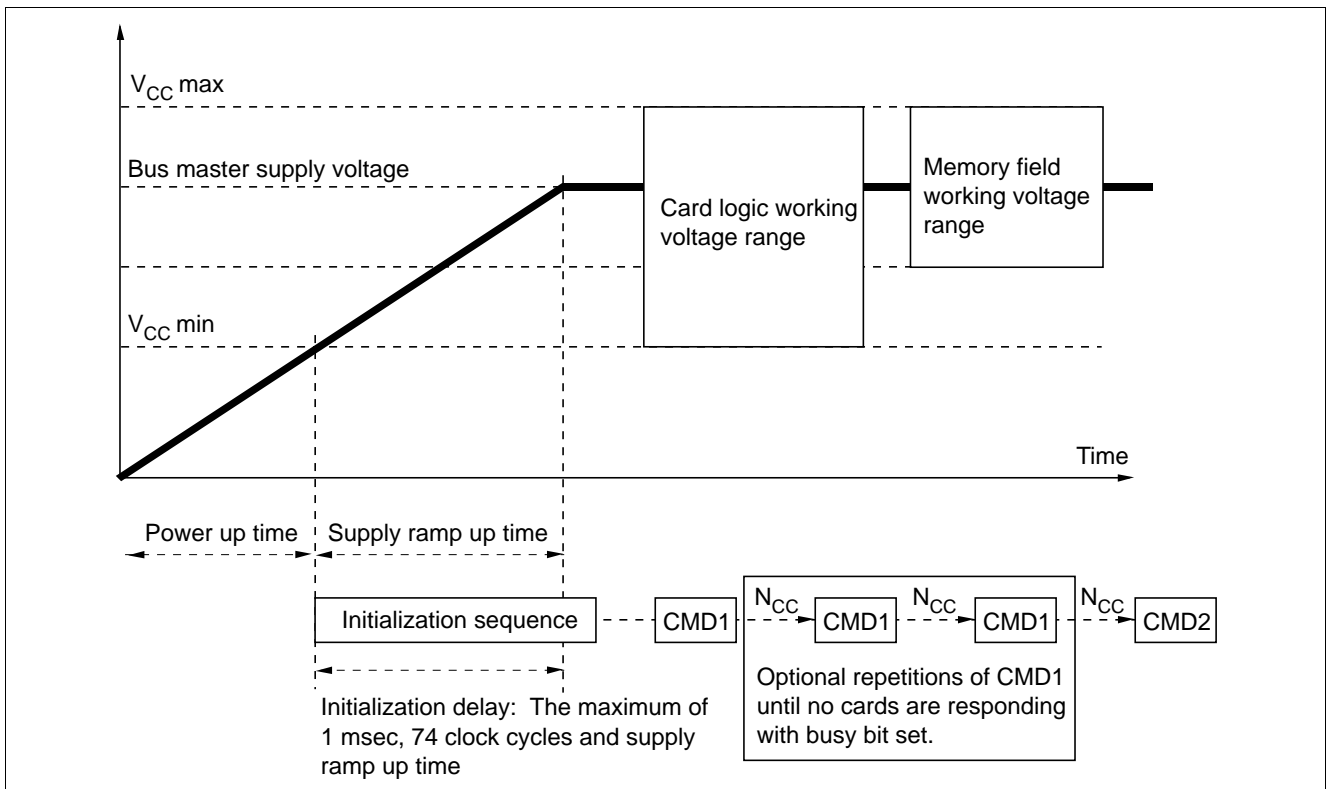 V_CC max
Bus master supply voltage
Card logic working
voltage range
Memory field
working voltage
range
V_CC min
Time
Power up time
Supply ramp up time
Initialization sequence
CMD1
N_CC
CMD1
N_CC
CMD1
N_CC
CMD2
Initialization delay: The maximum of
1 msec, 74 clock cycles and supply
ramp up time
Optional repetitions of CMD1
until no cards are responding
with busy bit set.